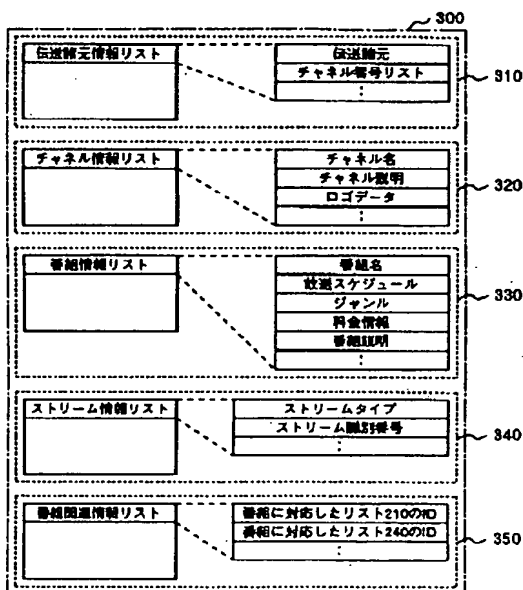 300
伝送諸元情報リスト
伝送諸元
チャネル番号リスト
⋮
310
チャネル情報リスト
チャネル名
チャネル説明
ロゴデータ
⋮
320
番組情報リスト
番組名
放送スケジュール
ジャンル
料金情報
番組説明
⋮
330
ストリーム情報リスト
ストリームタイプ
ストリーム識別番号
⋮
340
番組関連情報リスト
番組に対応したリスト210のID
番組に対応したリスト240のID
⋮
350